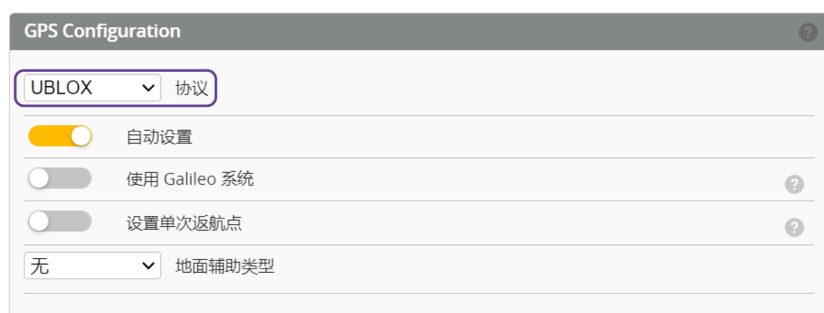 GPS Configuration
UBLOX 协议
自动设置
使用 Galileo 系统
设置单次返航点
无 地面辅助类型